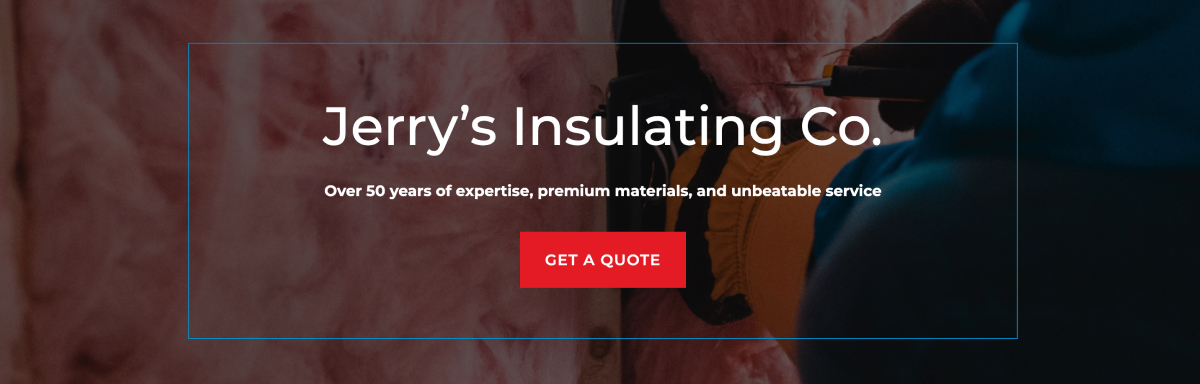 Jerry’s Insulating Co.
Over 50 years of expertise, premium materials, and unbeatable service
GET A QUOTE